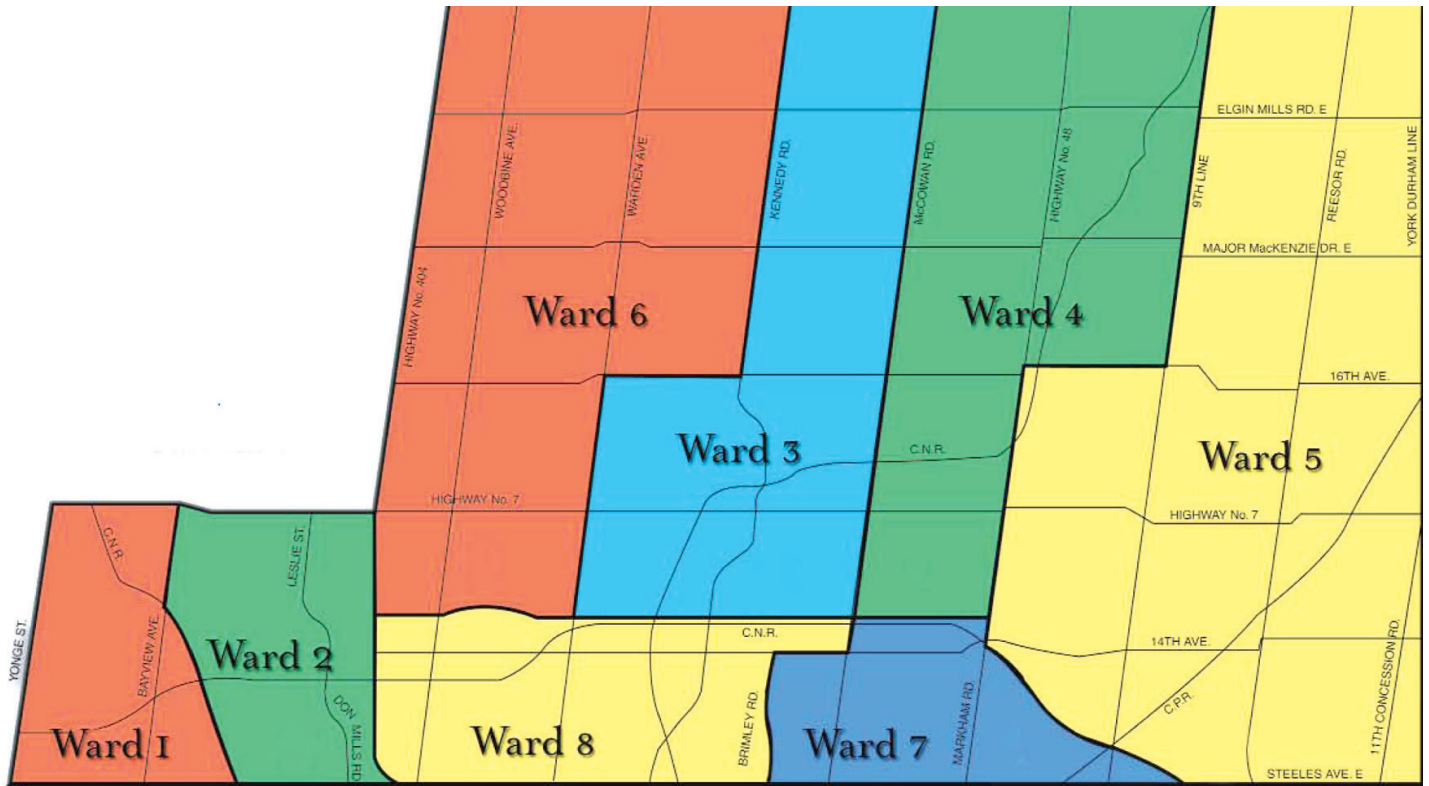 ELGIN MILLS RD. E
WOODBINE AVE.
WARDEN AVE.
KENNEDY RD.
McCOWAN RD.
HIGHWAY No. 48
9TH LINE
REESOR RD.
YORK DURHAM LINE
MAJOR MacKENZIE DR. E
HIGHWAY No. 404
Ward 6
Ward 4
16TH AVE.
Ward 3
C.N.R.
Ward 5
HIGHWAY No. 7
HIGHWAY No. 7
C.N.R.
LESLIE ST.
YONGE ST.
BAYVIEW AVE.
Ward 2
C.N.R.
14TH AVE.
11TH CONCESSION RD.
C.P.R.
DON MILLS RD
BRIMLEY RD.
MARKHAM RD.
Ward 1
Ward 8
Ward 7
STEELES AVE. E